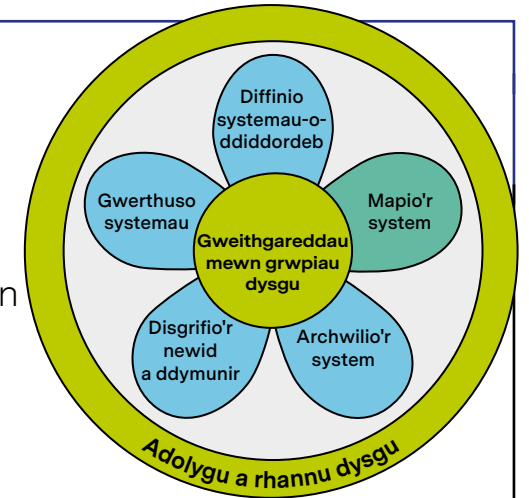 Diffinio
systemau-o-
ddiddordeb
Gwerthuso
systemau
Mapio'r
system
Gweithgareddau
mewn grwpiau
dysgu
n
Disgrifio'r
newid
a ddymunir
Archwilio'r
system
Adolygu a rhannu dysgu